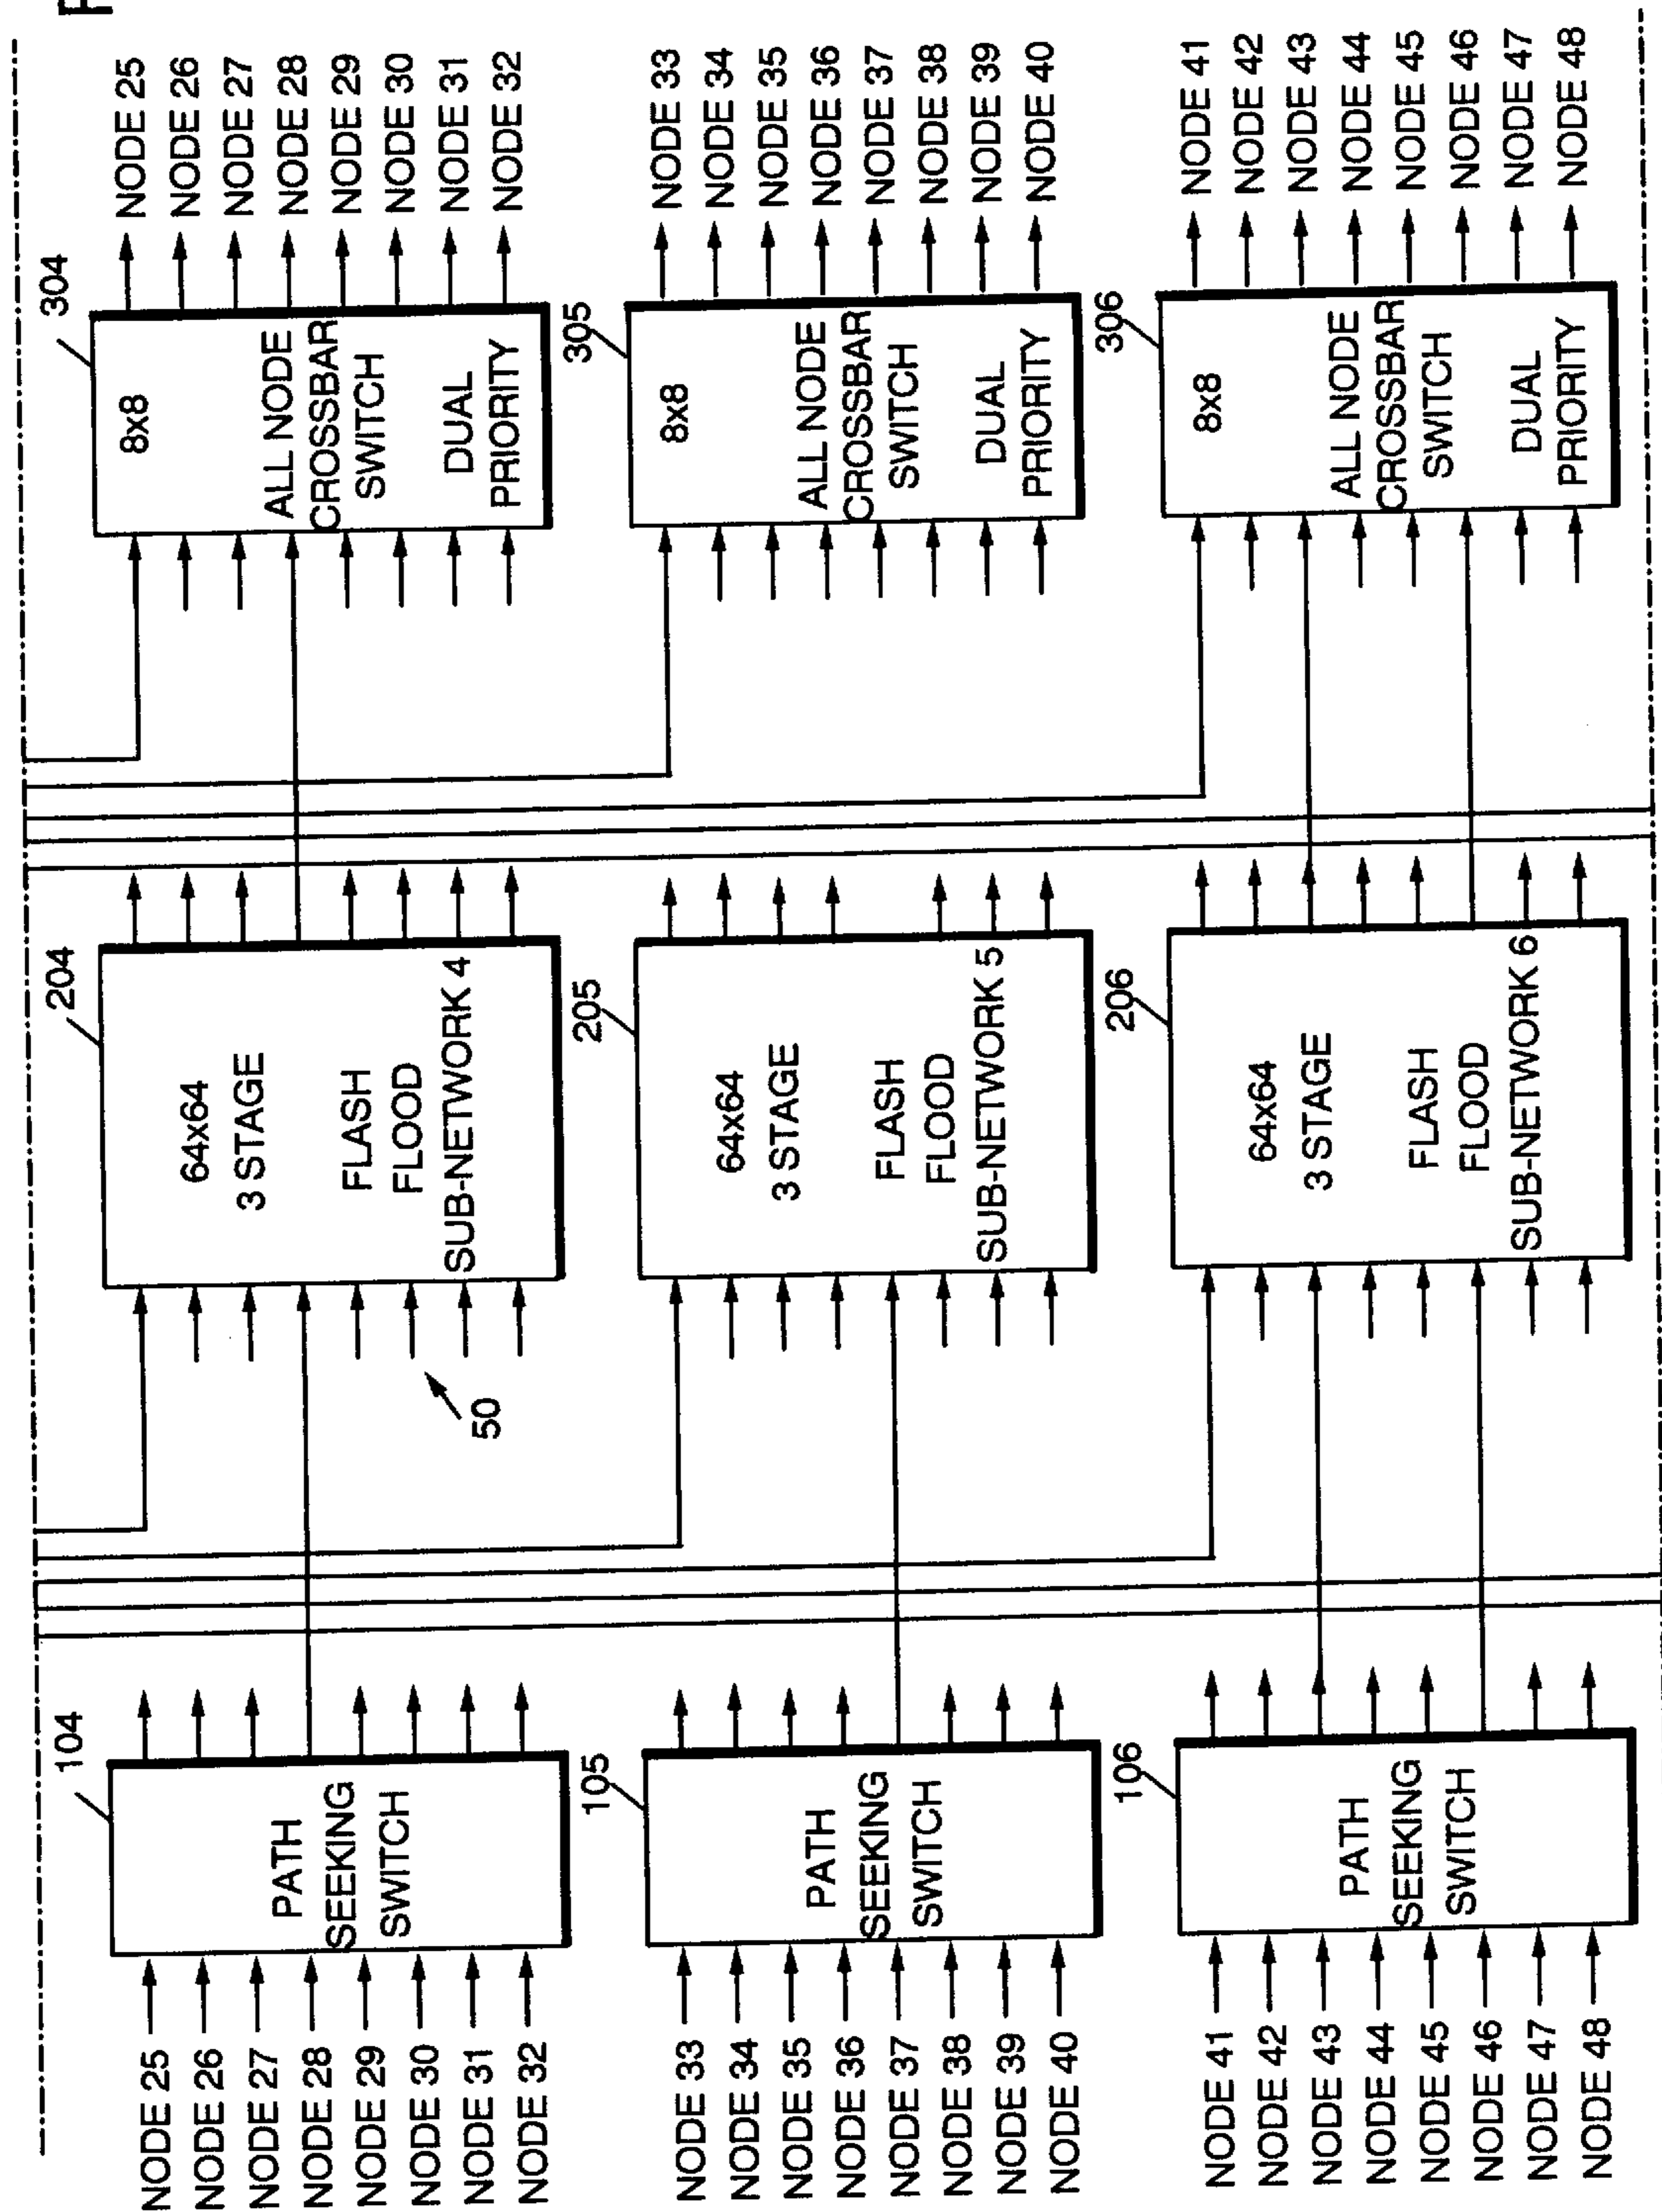 NODE 25
NODE 26
NODE 27
NODE 28
NODE 29
NODE 30
NODE 31
NODE 32
104
PATH
SEEKING
SWITCH
50
204
64x64
3 STAGE
FLASH
FLOOD
SUB-NETWORK 4
304
8x8
ALL NODE
CROSSBAR
SWITCH
DUAL
PRIORITY
NODE 25
NODE 26
NODE 27
NODE 28
NODE 29
NODE 30
NODE 31
NODE 32
NODE 33
NODE 34
NODE 35
NODE 36
NODE 37
NODE 38
NODE 39
NODE 40
105
PATH
SEEKING
SWITCH
205
64x64
3 STAGE
FLASH
FLOOD
SUB-NETWORK 5
305
8x8
ALL NODE
CROSSBAR
SWITCH
DUAL
PRIORITY
NODE 33
NODE 34
NODE 35
NODE 36
NODE 37
NODE 38
NODE 39
NODE 40
NODE 41
NODE 42
NODE 43
NODE 44
NODE 45
NODE 46
NODE 47
NODE 48
106
PATH
SEEKING
SWITCH
206
64x64
3 STAGE
FLASH
FLOOD
SUB-NETWORK 6
306
8x8
ALL NODE
CROSSBAR
SWITCH
DUAL
PRIORITY
NODE 41
NODE 42
NODE 43
NODE 44
NODE 45
NODE 46
NODE 47
NODE 48